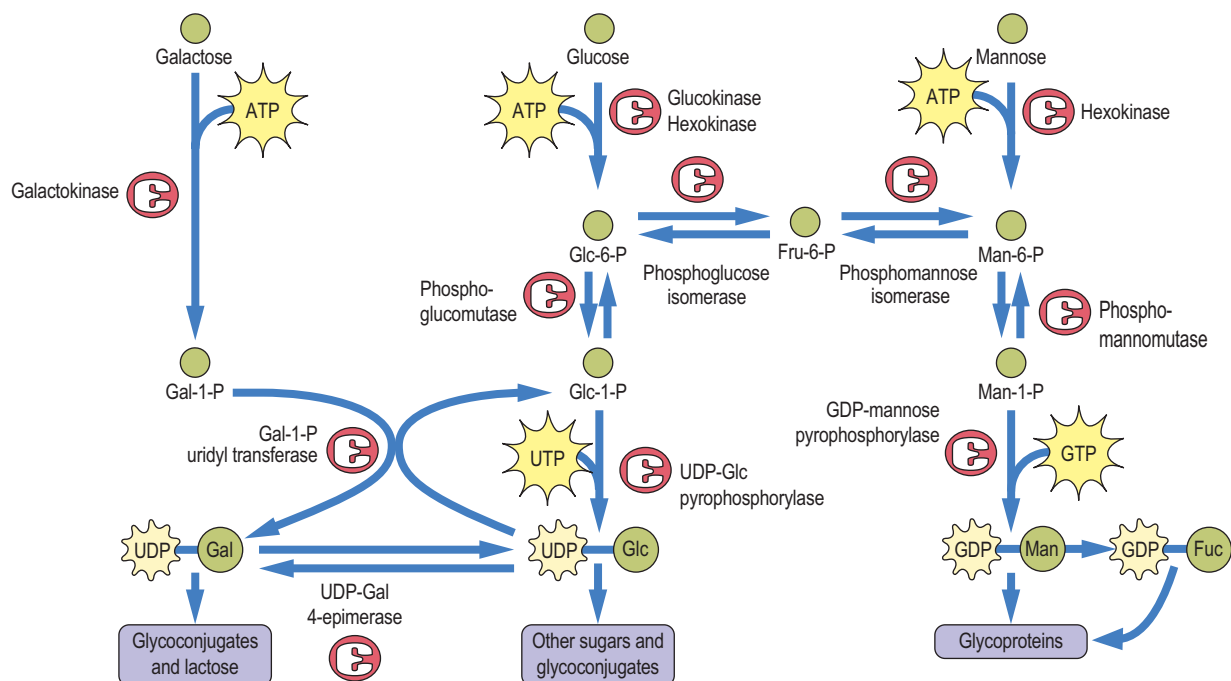 Galactose
Glucose
Mannose
ATP
ATP
Glucokinase
Hexokinase
ATP
Hexokinase
Galactokinase
Glc-6-P
Fru-6-P
Man-6-P
Phosphoglucose
isomerase
Phosphomannose
isomerase
Phospho-
glucomutase
Phospho-
mannomutase
Gal-1-P
Glc-1-P
Man-1-P
Gal-1-P
uridyl transferase
UTP
UDP-Glc
pyrophosphorylase
GDP-mannose
pyrophosphorylase
GTP
UDP Gal
UDP Glc
GDP Man
GDP Fuc
UDP-Gal
4-epimerase
Glycoconjugates
and lactose
Other sugars and
glycoconjugates
Glycoproteins